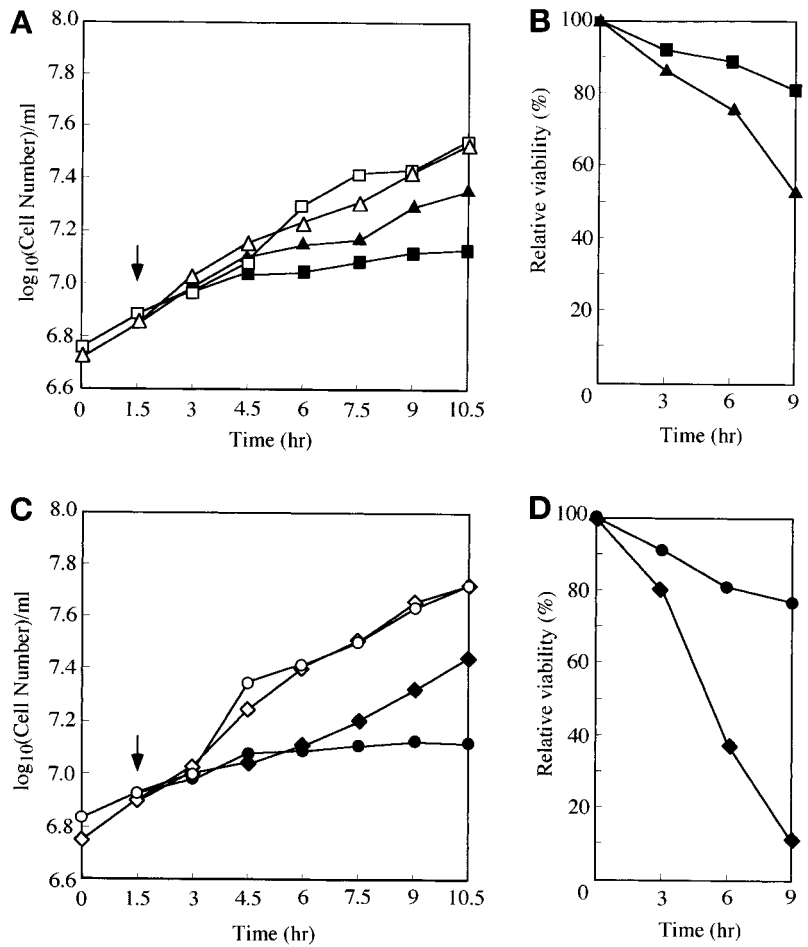 A
8.0
7.8
7.6
7.4
7.2
7.0
6.8
6.6
log10(Cell Number)/ml
0 1.5 3 4.5 6 7.5 9 10.5
Time (hr)
B
100
80
60
40
20
0
Relative viability (%)
3 6 9
Time (hr)
C
8.0
7.8
7.6
7.4
7.2
7.0
6.8
6.6
log10(Cell Number)/ml
0 1.5 3 4.5 6 7.5 9 10.5
Time (hr)
D
100
80
60
40
20
0
Relative viability (%)
0 3 6 9
Time (hr)